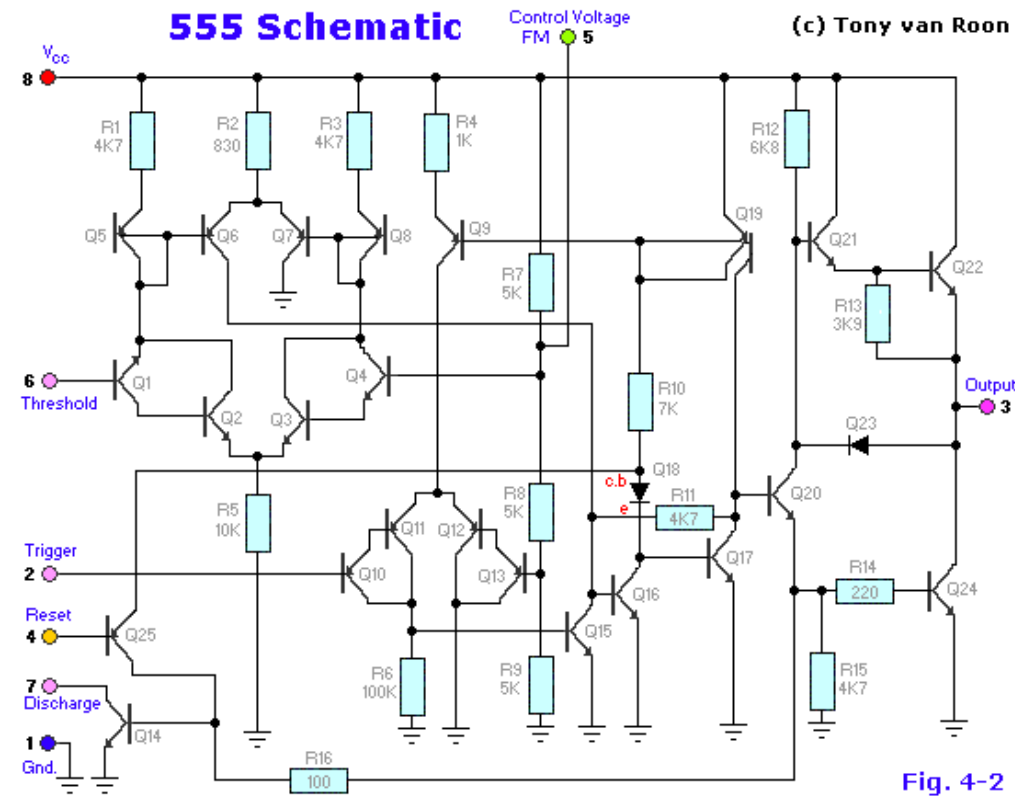 555 Schematic
Control Voltage
FM 5
(c) Tony van Roon
Vcc
8
R1
4K7
R2
830
R3
4K7
R4
1K
R12
6K8
Q5
Q6
Q7
Q8
Q9
Q19
Q21
Q22
R7
5K
R13
3K9
6
Threshold
Q1
Q2
Q3
Q4
R10
7K
Output
3
Q23
Q18
c.b
e
R5
10K
Q11
Q12
R8
5K
R11
4K7
Q20
Trigger
2
Q10
Q13
Q16
Q17
R14
220
Q24
Reset
4
Q25
Q15
R6
100K
R9
5K
R15
4K7
7
Discharge
Q14
1
Gnd.
R16
100
Fig. 4-2